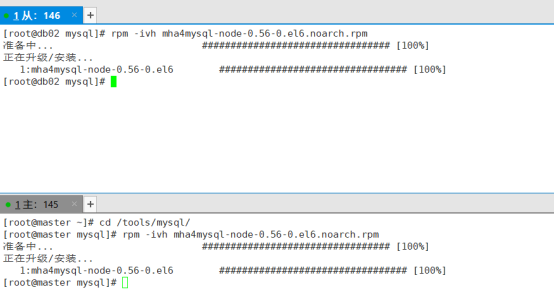 1 从：146 × +
[root@db02 mysql]# rpm -ivh mha4mysql-node-0.56-0.el6.noarch.rpm
准备中... ################################# [100%]
正在升级/安装...
1:mha4mysql-node-0.56-0.el6 ################################# [100%]
[root@db02 mysql]#
1 主：145 × +
[root@master ~]# cd /tools/mysql/
[root@master mysql]# rpm -ivh mha4mysql-node-0.56-0.el6.noarch.rpm
准备中... ################################# [100%]
正在升级/安装...
1:mha4mysql-node-0.56-0.el6 ################################# [100%]
[root@master mysql]#